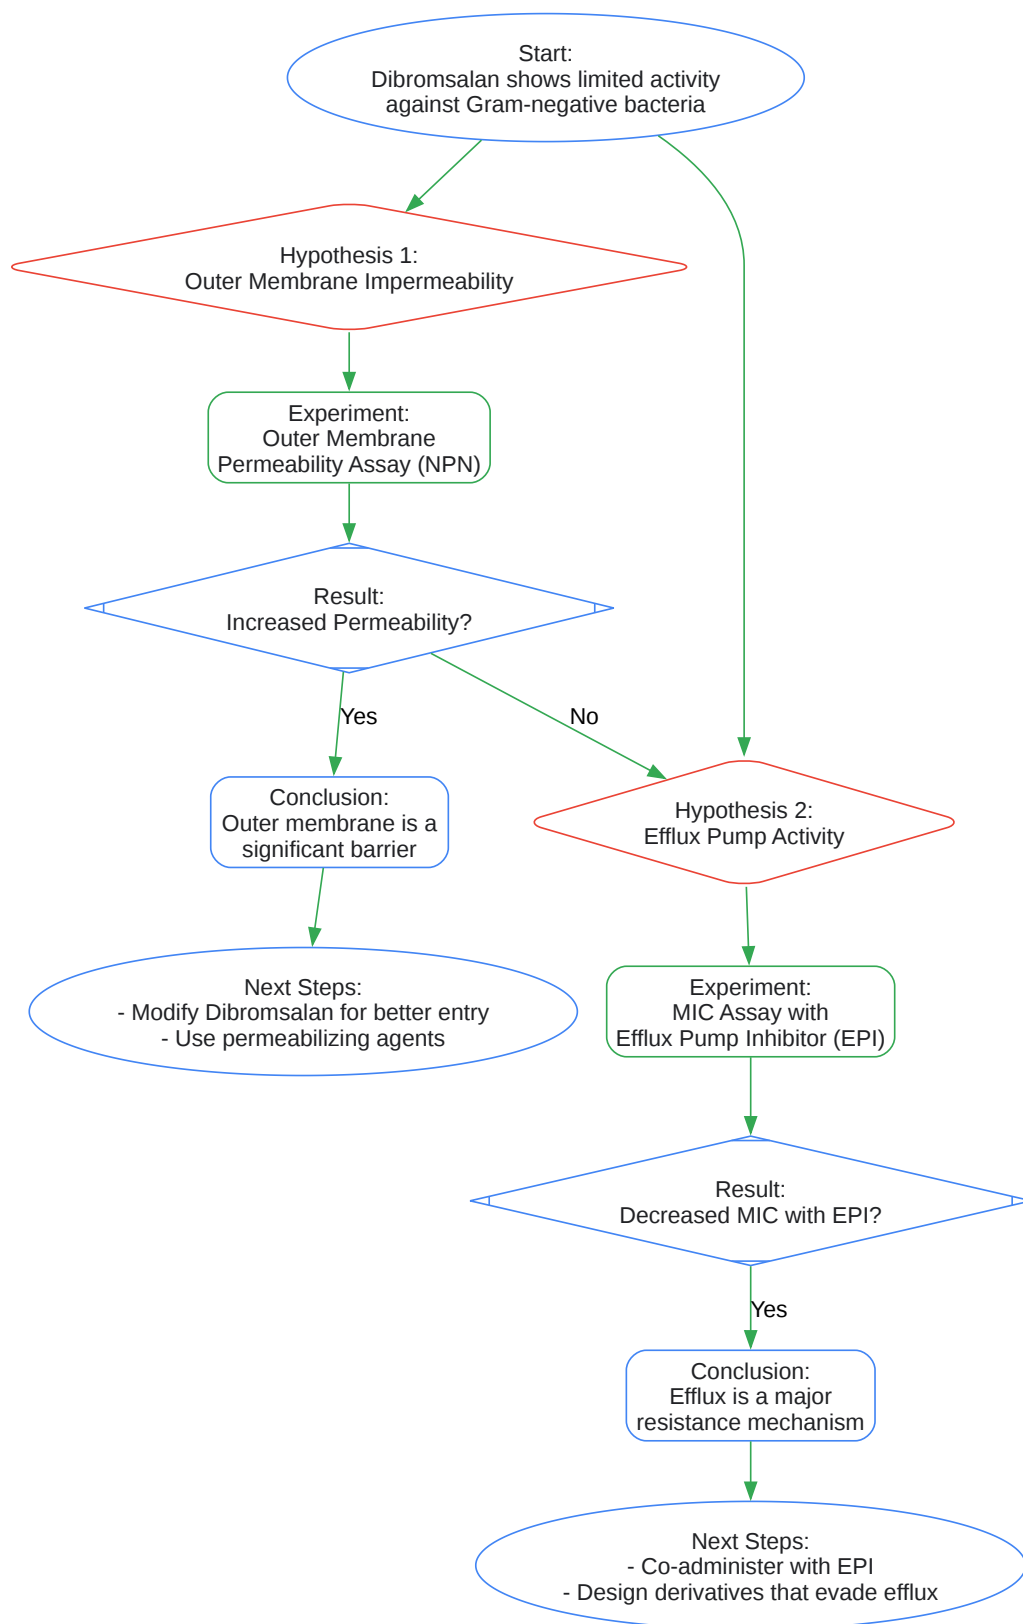 Start:
Dibromsalan shows limited activity
against Gram-negative bacteria
Hypothesis 1:
Outer Membrane Impermeability
Experiment:
Outer Membrane
Permeability Assay (NPN)
Result:
Increased Permeability?
Yes
No
Conclusion:
Outer membrane is a
significant barrier
Hypothesis 2:
Efflux Pump Activity
Next Steps:
- Modify Dibromsalan for better entry
- Use permeabilizing agents
Experiment:
MIC Assay with
Efflux Pump Inhibitor (EPI)
Result:
Decreased MIC with EPI?
Yes
Conclusion:
Efflux is a major
resistance mechanism
Next Steps:
- Co-administer with EPI
- Design derivatives that evade efflux